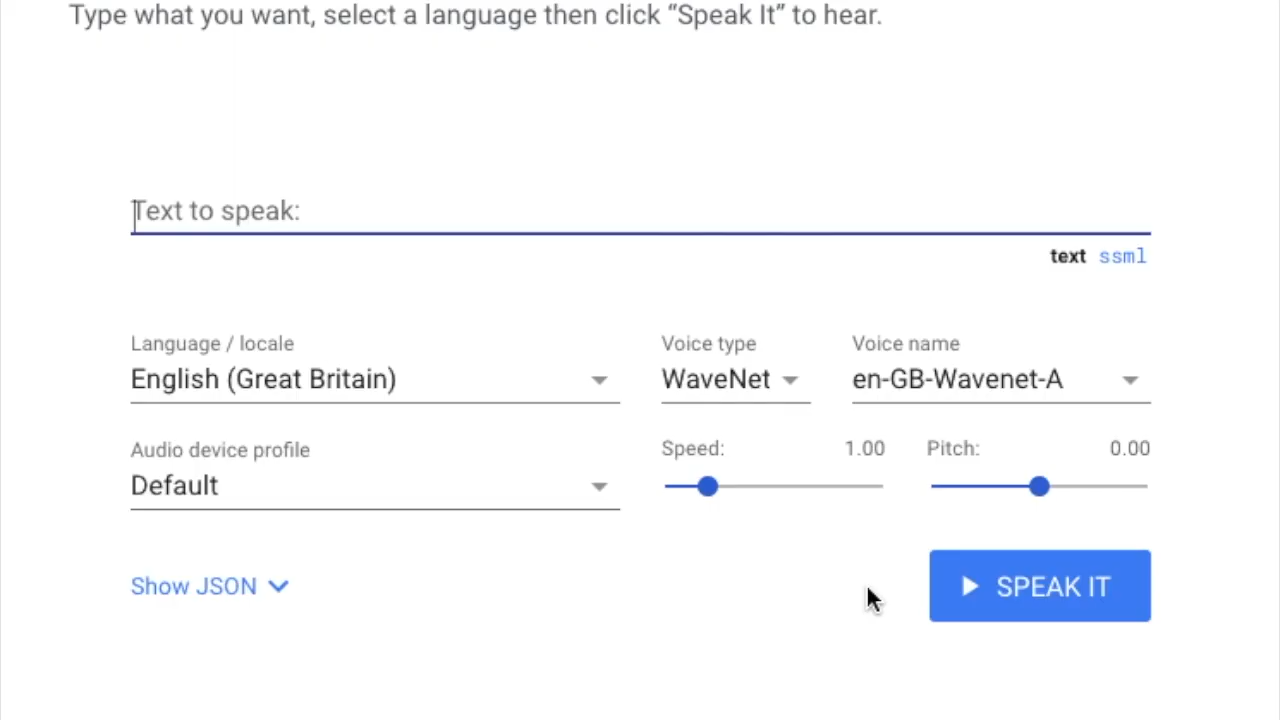 Type what you want, select a language then click “Speak It” to hear.
Text to speak:
text ssml
Language / locale
Voice type
Voice name
English (Great Britain)
WaveNet
en-GB-Wavenet-A
Audio device profile
Speed: 1.00
Pitch: 0.00
Default
Show JSON
SPEAK IT